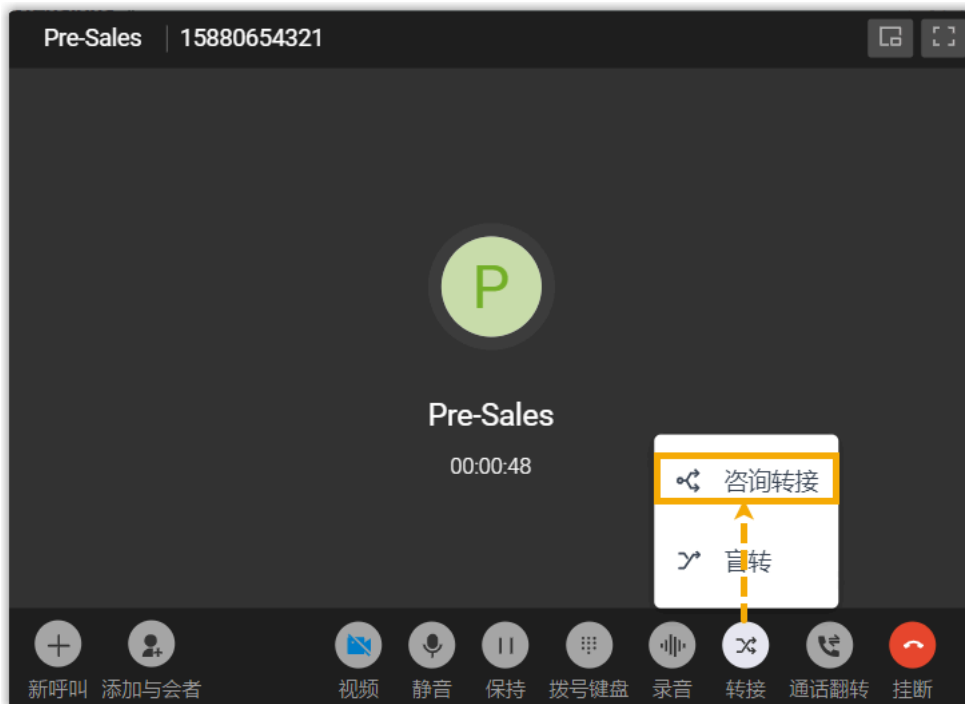 Pre-Sales 15880654321
P
Pre-Sales
00:00:48
咨询转接
盲转
新呼叫 添加与会者 视频 静音 保持 拨号键盘 录音 转接 通话翻转 挂断